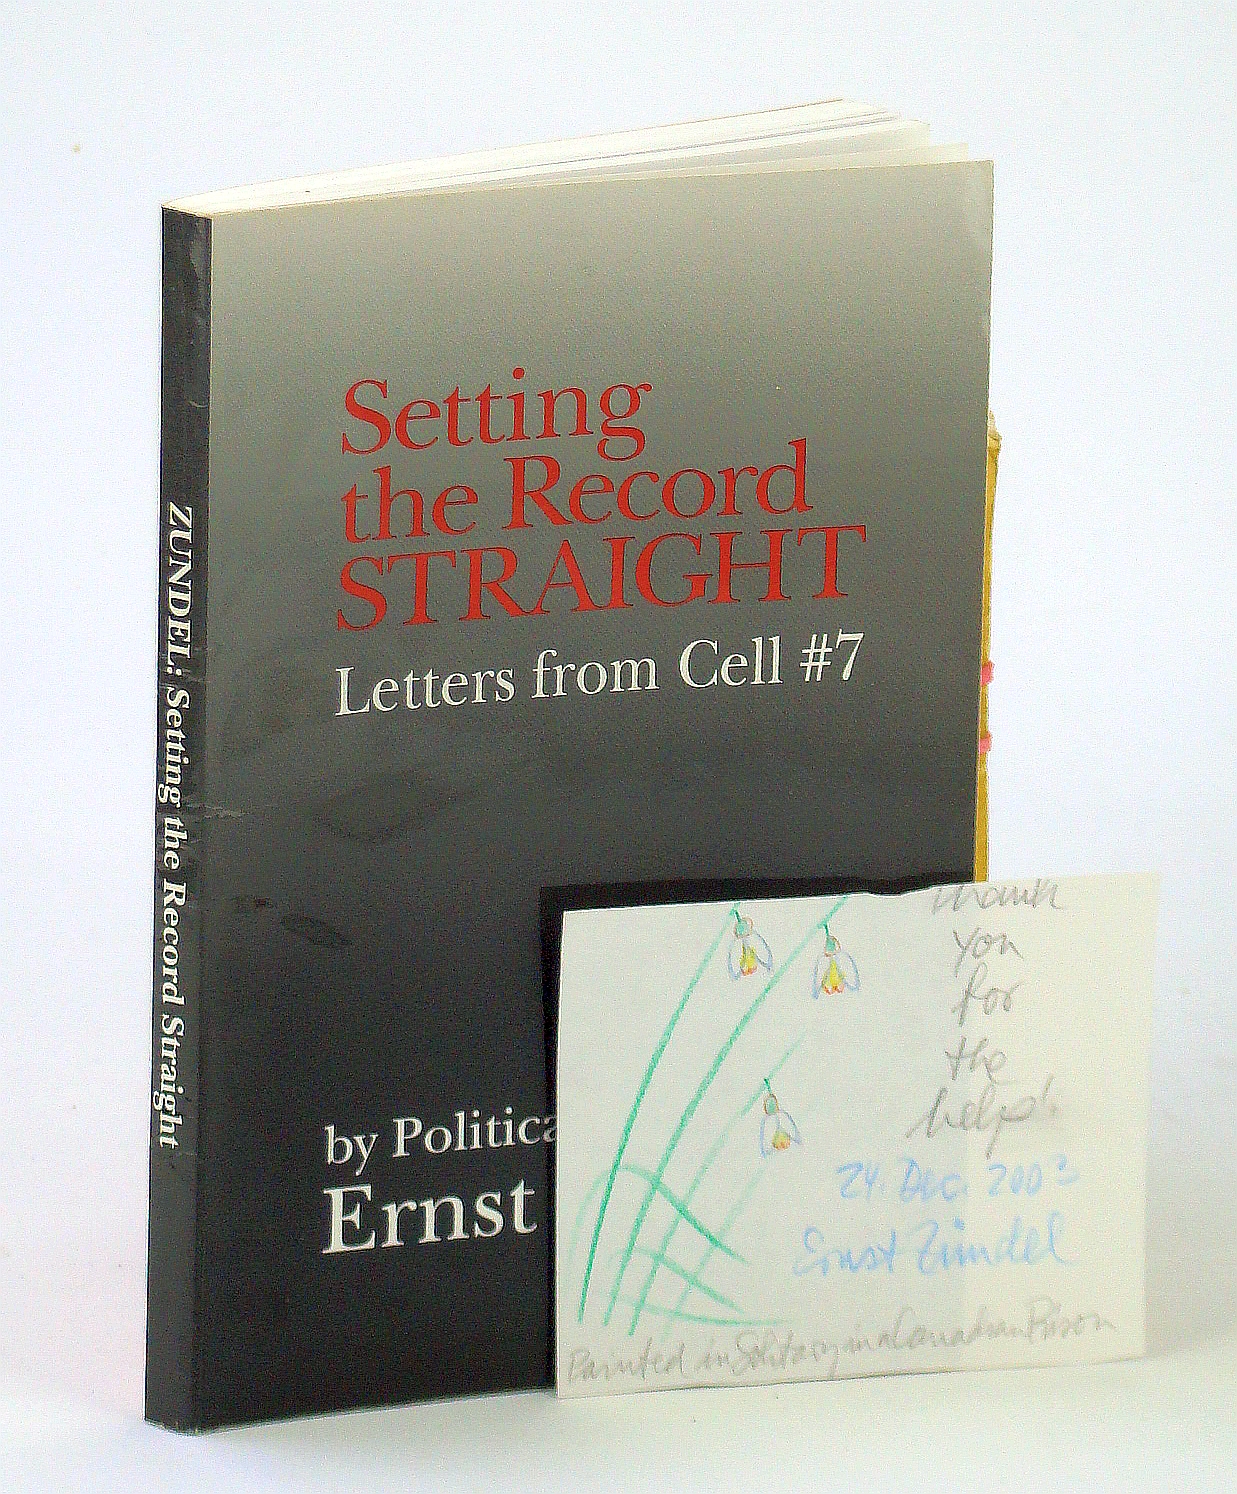 ZUNDEL: Setting the Record Straight
Setting
the Record
STRAIGHT
Letters from Cell #7
by Politica
Ernst
Thank
you
for
the
help!
24. Dec. 2003
Ernst Zündel
Painted in Solitary in a Canadian Prison